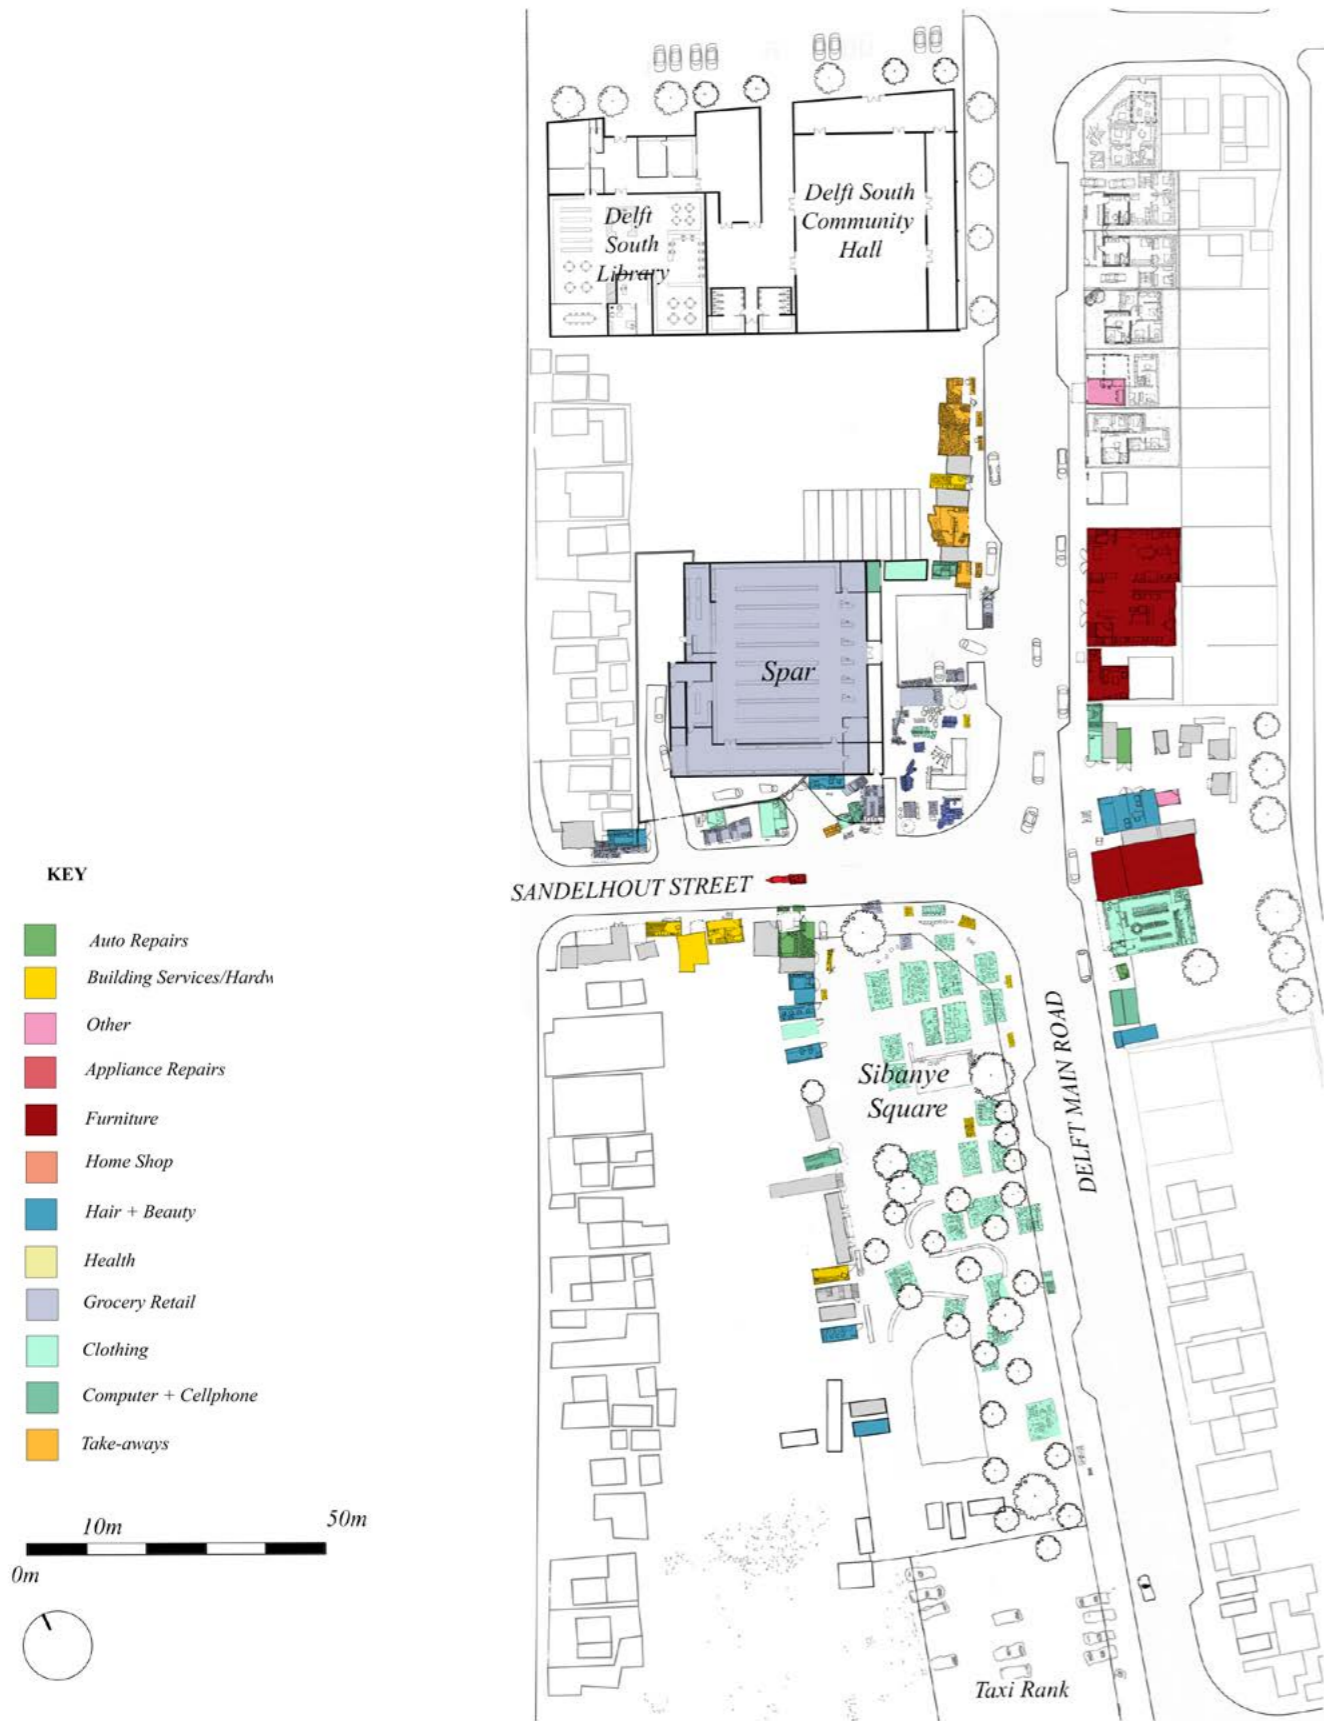 Delft
South
Library
Delft South
Community
Hall
Spar
SANDELHOUT STREET
Sibanye
Square
DELFT MAIN ROAD
Taxi Rank
KEY
Auto Repairs
Building Services/Hardw
Other
Appliance Repairs
Furniture
Home Shop
Hair + Beauty
Health
Grocery Retail
Clothing
Computer + Cellphone
Take-aways
10m
50m
0m